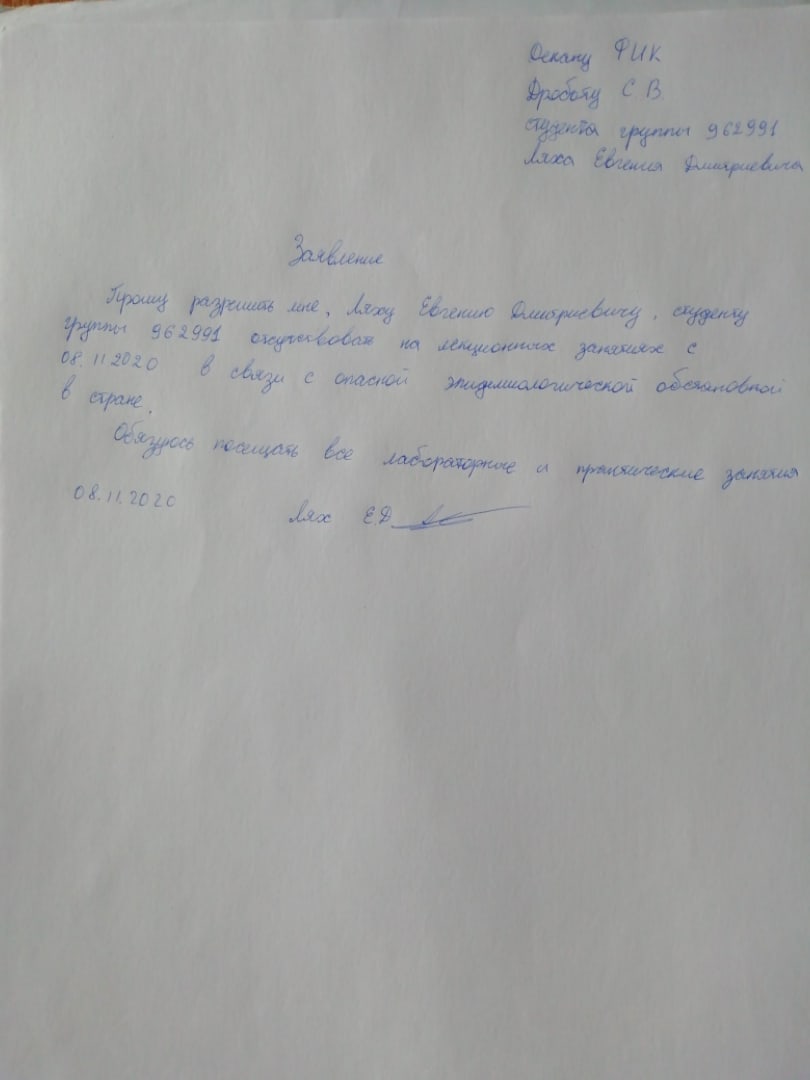 Декану ФИК
Дроботу С.В.
студента группы 962991
Ляха Евгения Дмитриевича
Заявление
Прошу разрешить мне, Ляху Евгению Дмитриевичу, студенту
группы 962991 отсутствовать на лекционных занятиях с
08.11.2020 в связи с опасной эпидемиологической обстановкой
в стране.
Обязуюсь посещать все лабораторные и практические занятия
08.11.2020 Лях Е.Д.